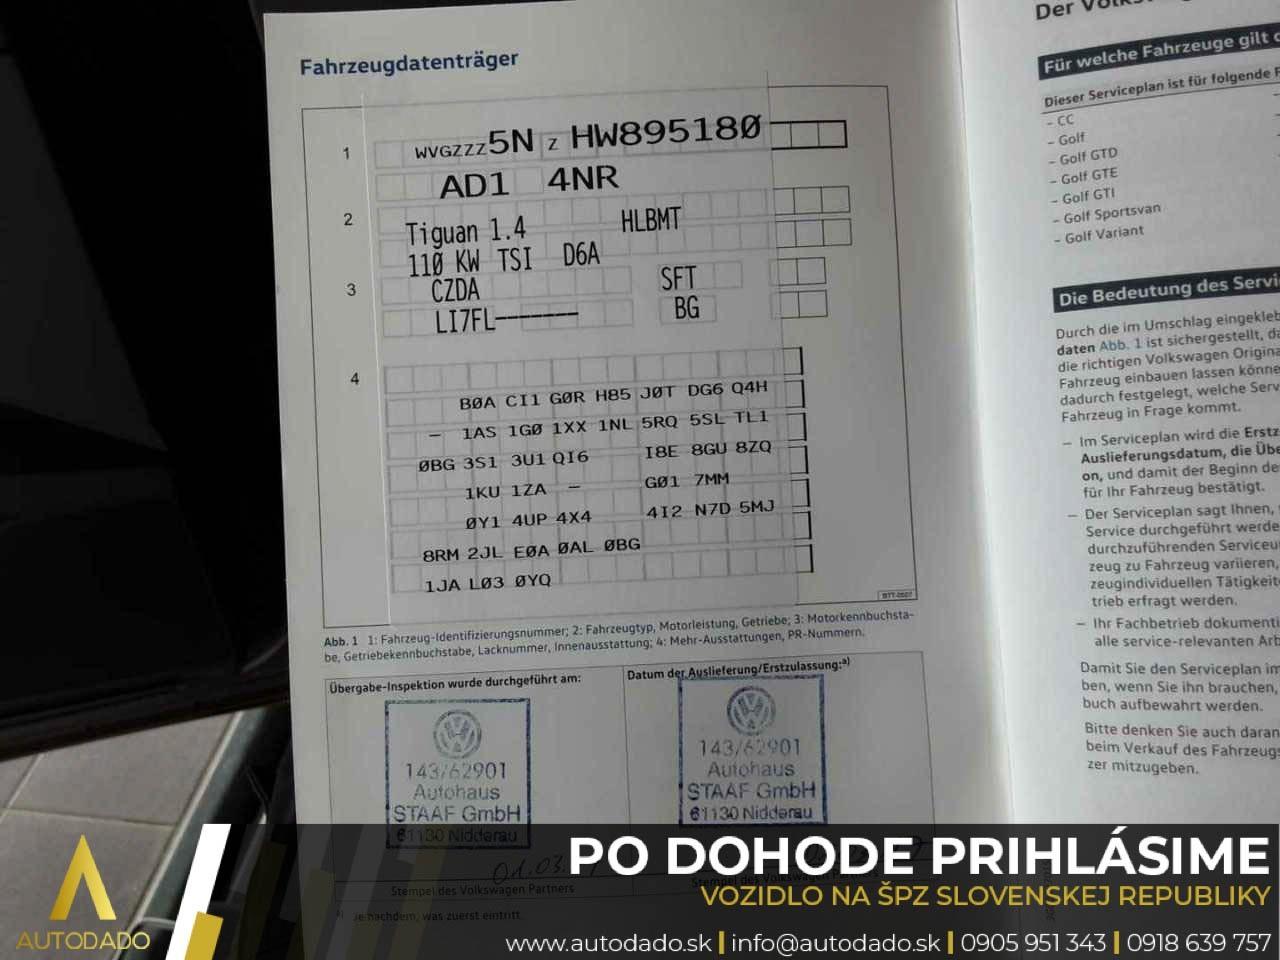 Fahrzeugdatenträger
1 WVGZZZ5N Z HW895180
AD1 4NR
2 Tiguan 1.4 HLBMT
110 KW TSI D6A
3 CZDA SFT
LI7FL------- BG
4
B0A CI1 G0R H85 J0T DG6 Q4H
– 1AS 1G0 1XX 1NL 5RQ 5SL TL1
0BG 3S1 3U1 QI6 I8E 8GU 8ZQ
1KU 1ZA – G01 7MM
0Y1 4UP 4X4 4I2 N7D 5MJ
8RM 2JL E0A 0AL 0BG
1JA L03 0YQ
BTT-0507
Abb. 1 1: Fahrzeug-Identifizierungsnummer; 2: Fahrzeugtyp, Motorleistung, Getriebe; 3: Motorkennbuchsta-
be, Getriebekennbuchstabe, Lacknummer, Innenausstattung; 4: Mehr-Ausstattungen, PR-Nummern.
Übergabe-Inspektion wurde durchgeführt am:
143/62901
Autohaus
STAAF GmbH
61130 Nidderau
01.03.
Stempel des Volkswagen Partners
Datum der Auslieferung/Erstzulassung:a)
143/62901
Autohaus
STAAF GmbH
61130 Nidderau
Stempel des Volkswagen Partners
a) Je nachdem, was zuerst eintritt.
Der
Für welche Fahrzeuge gilt
Dieser Serviceplan ist für folgende
– CC
– Golf
– Golf GTD
– Golf GTE
– Golf GTI
– Golf Sportsvan
– Golf Variant
Die Bedeutung des Servi
Durch die im Umschlag eingekleb
daten Abb. 1 ist sichergestellt, da
die richtigen Volkswagen Origina
Fahrzeug einbauen lassen könne
dadurch festgelegt, welche Serv
Fahrzeug in Frage kommt.
– Im Serviceplan wird die Erstz
Auslieferungsdatum, die Übe
on, und damit der Beginn de
für Ihr Fahrzeug bestätigt.
– Der Serviceplan sagt Ihnen,
Service durchgeführt werde
durchzuführenden Serviceu
zeug zu Fahrzeug variieren,
zeugindividuellen Tätigkeite
trieb erfragt werden.
– Ihr Fachbetrieb dokumenti
alle service-relevanten Arb
Damit Sie den Serviceplan im
ben, wenn Sie ihn brauchen,
buch aufbewahrt werden.
Bitte denken Sie auch daran
beim Verkauf des Fahrzeugs
zer mitzugeben.
AUTODADO
PO DOHODE PRIHLÁSIME
VOZIDLO NA ŠPZ SLOVENSKEJ REPUBLIKY
www.autodado.sk | info@autodado.sk | 0905 951 343 | 0918 639 757